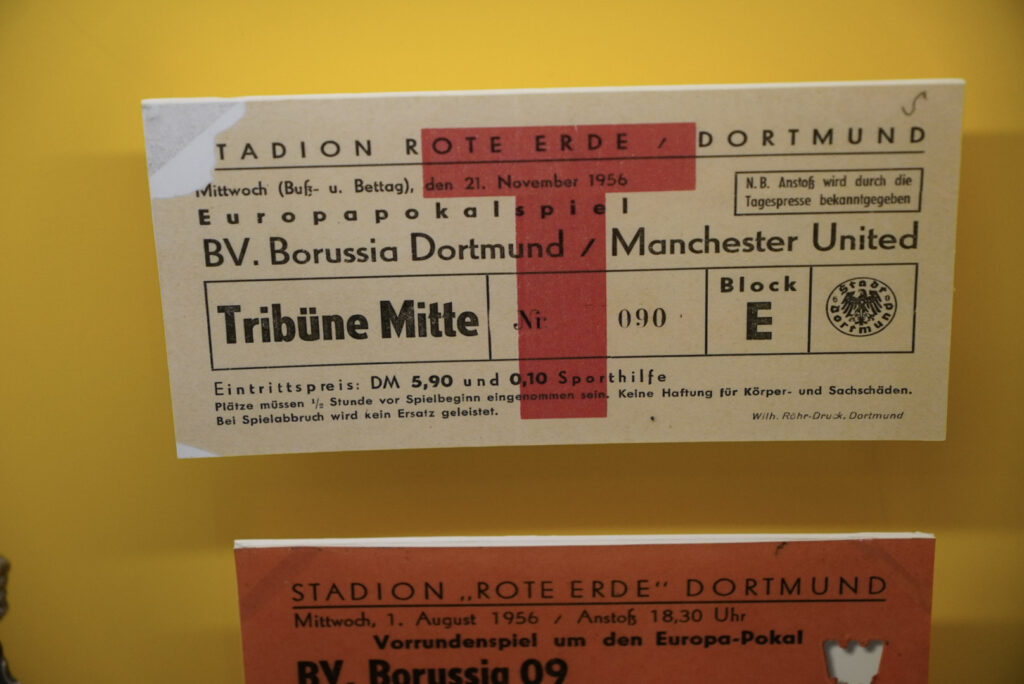 TADION ROTE ERDE / DORTMUND
Mittwoch (Buß- u. Bettag), den 21. November 1956
N.B. Anstoß wird durch die
Tagespresse bekanntgegeben
Europapokalspiel
BV. Borussia Dortmund / Manchester United
Tribüne Mitte
Nr
090
Block
E
Stadt
Dortmund
Eintrittspreis: DM 5,90 und 0,10 Sporthilfe
Plätze müssen ½ Stunde vor Spielbeginn eingenommen sein. Keine Haftung für Körper- und Sachschäden.
Bei Spielabbruch wird kein Ersatz geleistet.
Wilh. Röhr-Druck, Dortmund
STADION „ROTE ERDE“ DORTMUND
Mittwoch, 1. August 1956 / Anstoß 18,30 Uhr
Vorrundenspiel um den Europa-Pokal
BV. Borussia 09